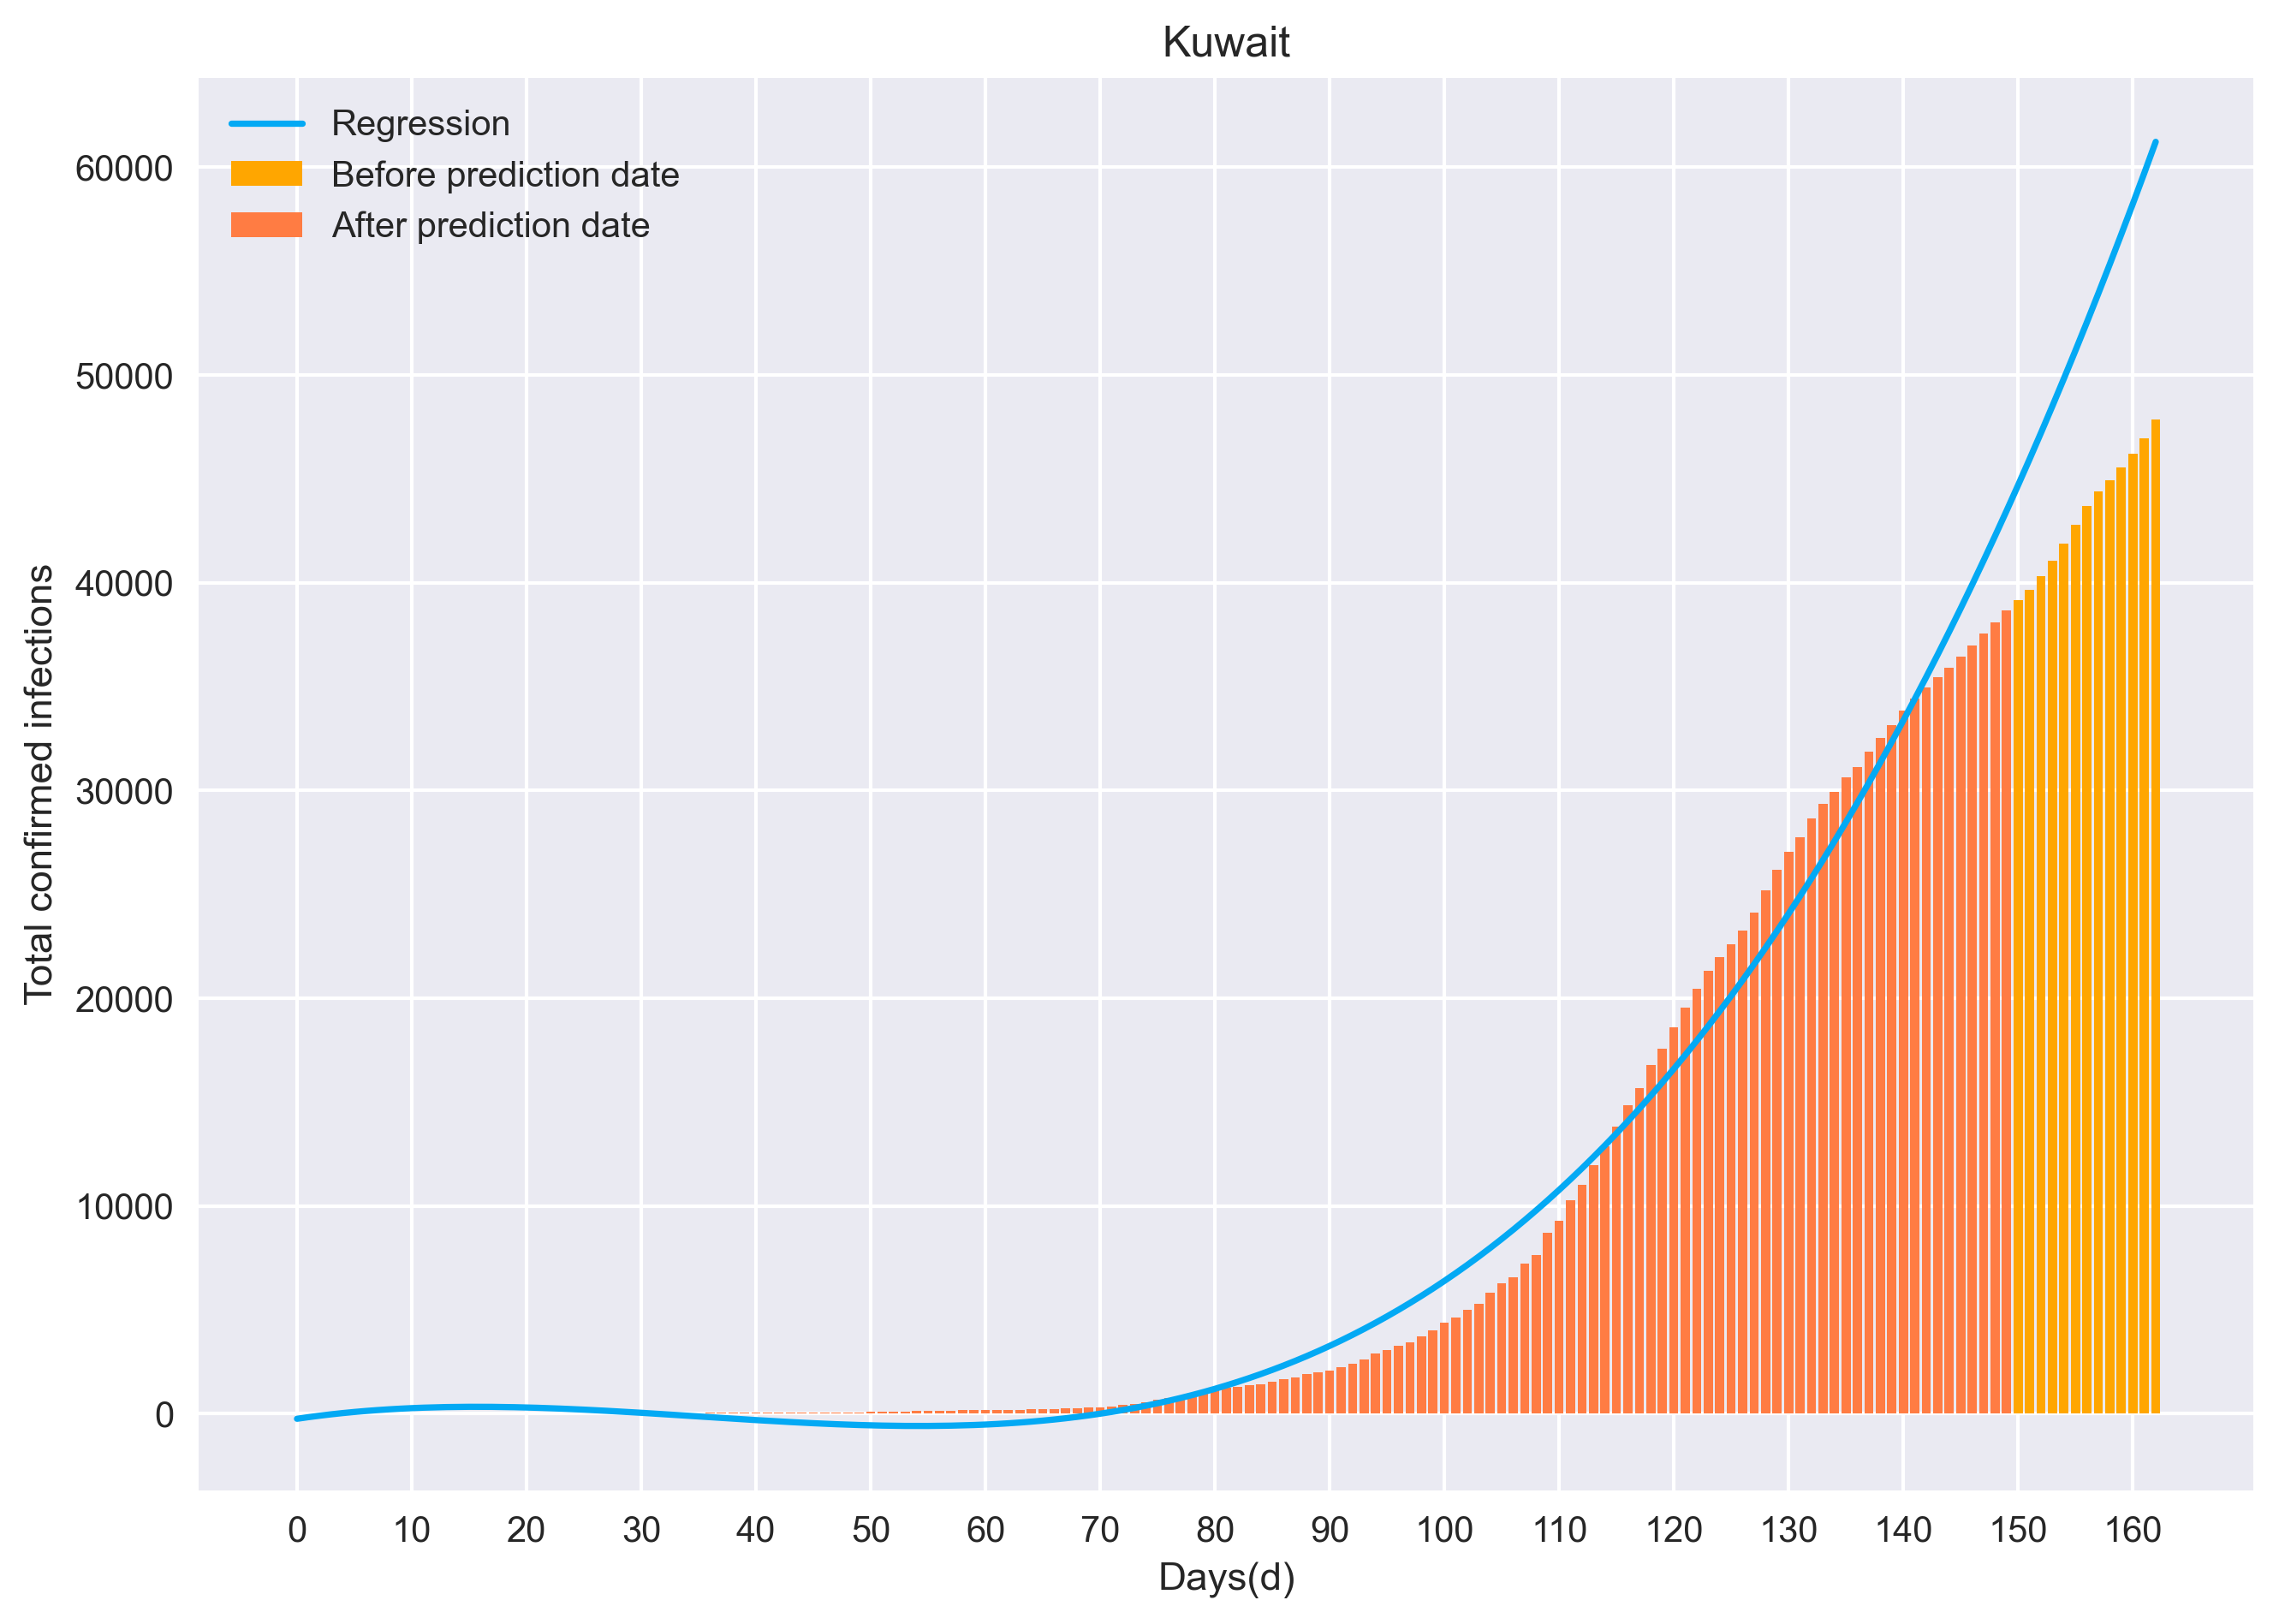 Kuwait
Regression
Before prediction date
After prediction date
60000
50000
40000
30000
20000
10000
0
Total confirmed infections
0 10 20 30 40 50 60 70 80 90 100 110 120 130 140 150 160
Days(d)